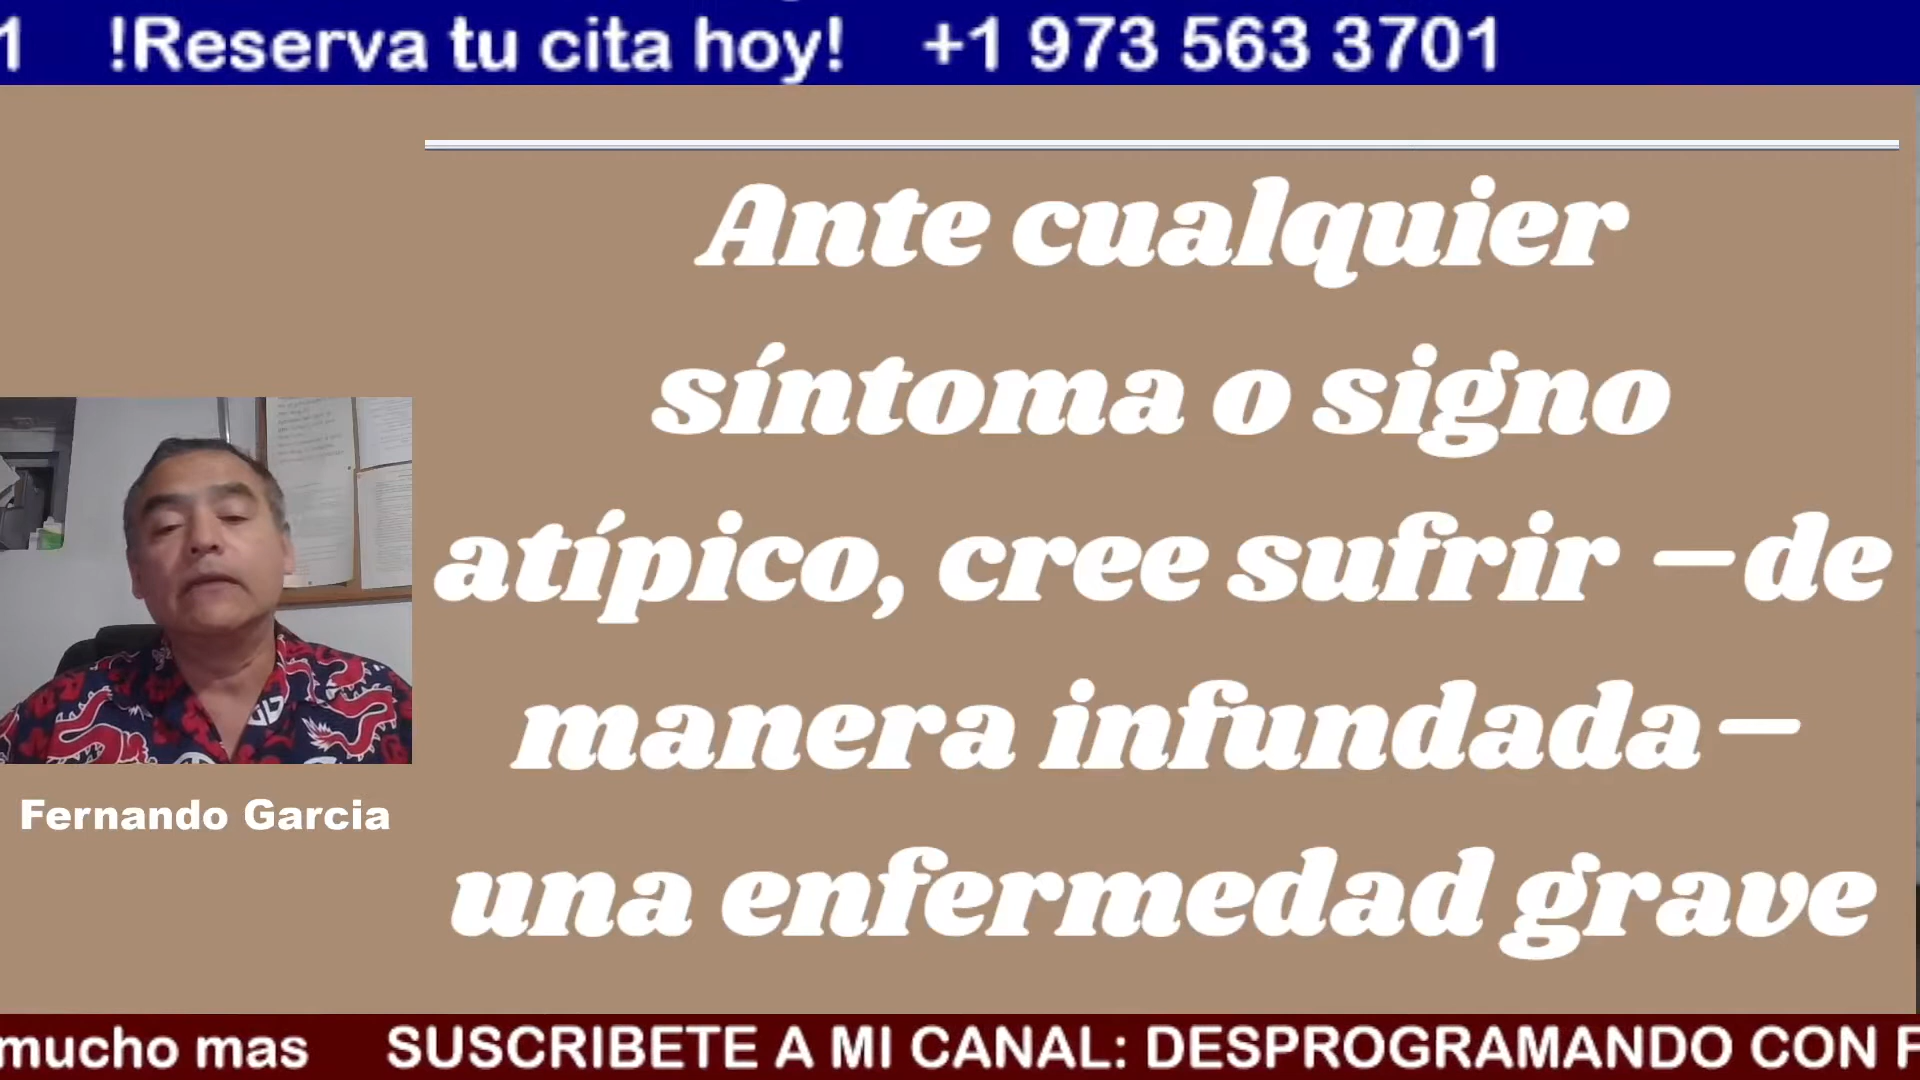 1 !Reserva tu cita hoy! +1 973 563 3701
Ante cualquier
síntoma o signo
atípico, cree sufrir —de
manera infundada—
una enfermedad grave
Fernando Garcia
mucho mas SUSCRIBETE A MI CANAL: DESPROGRAMANDO CON F